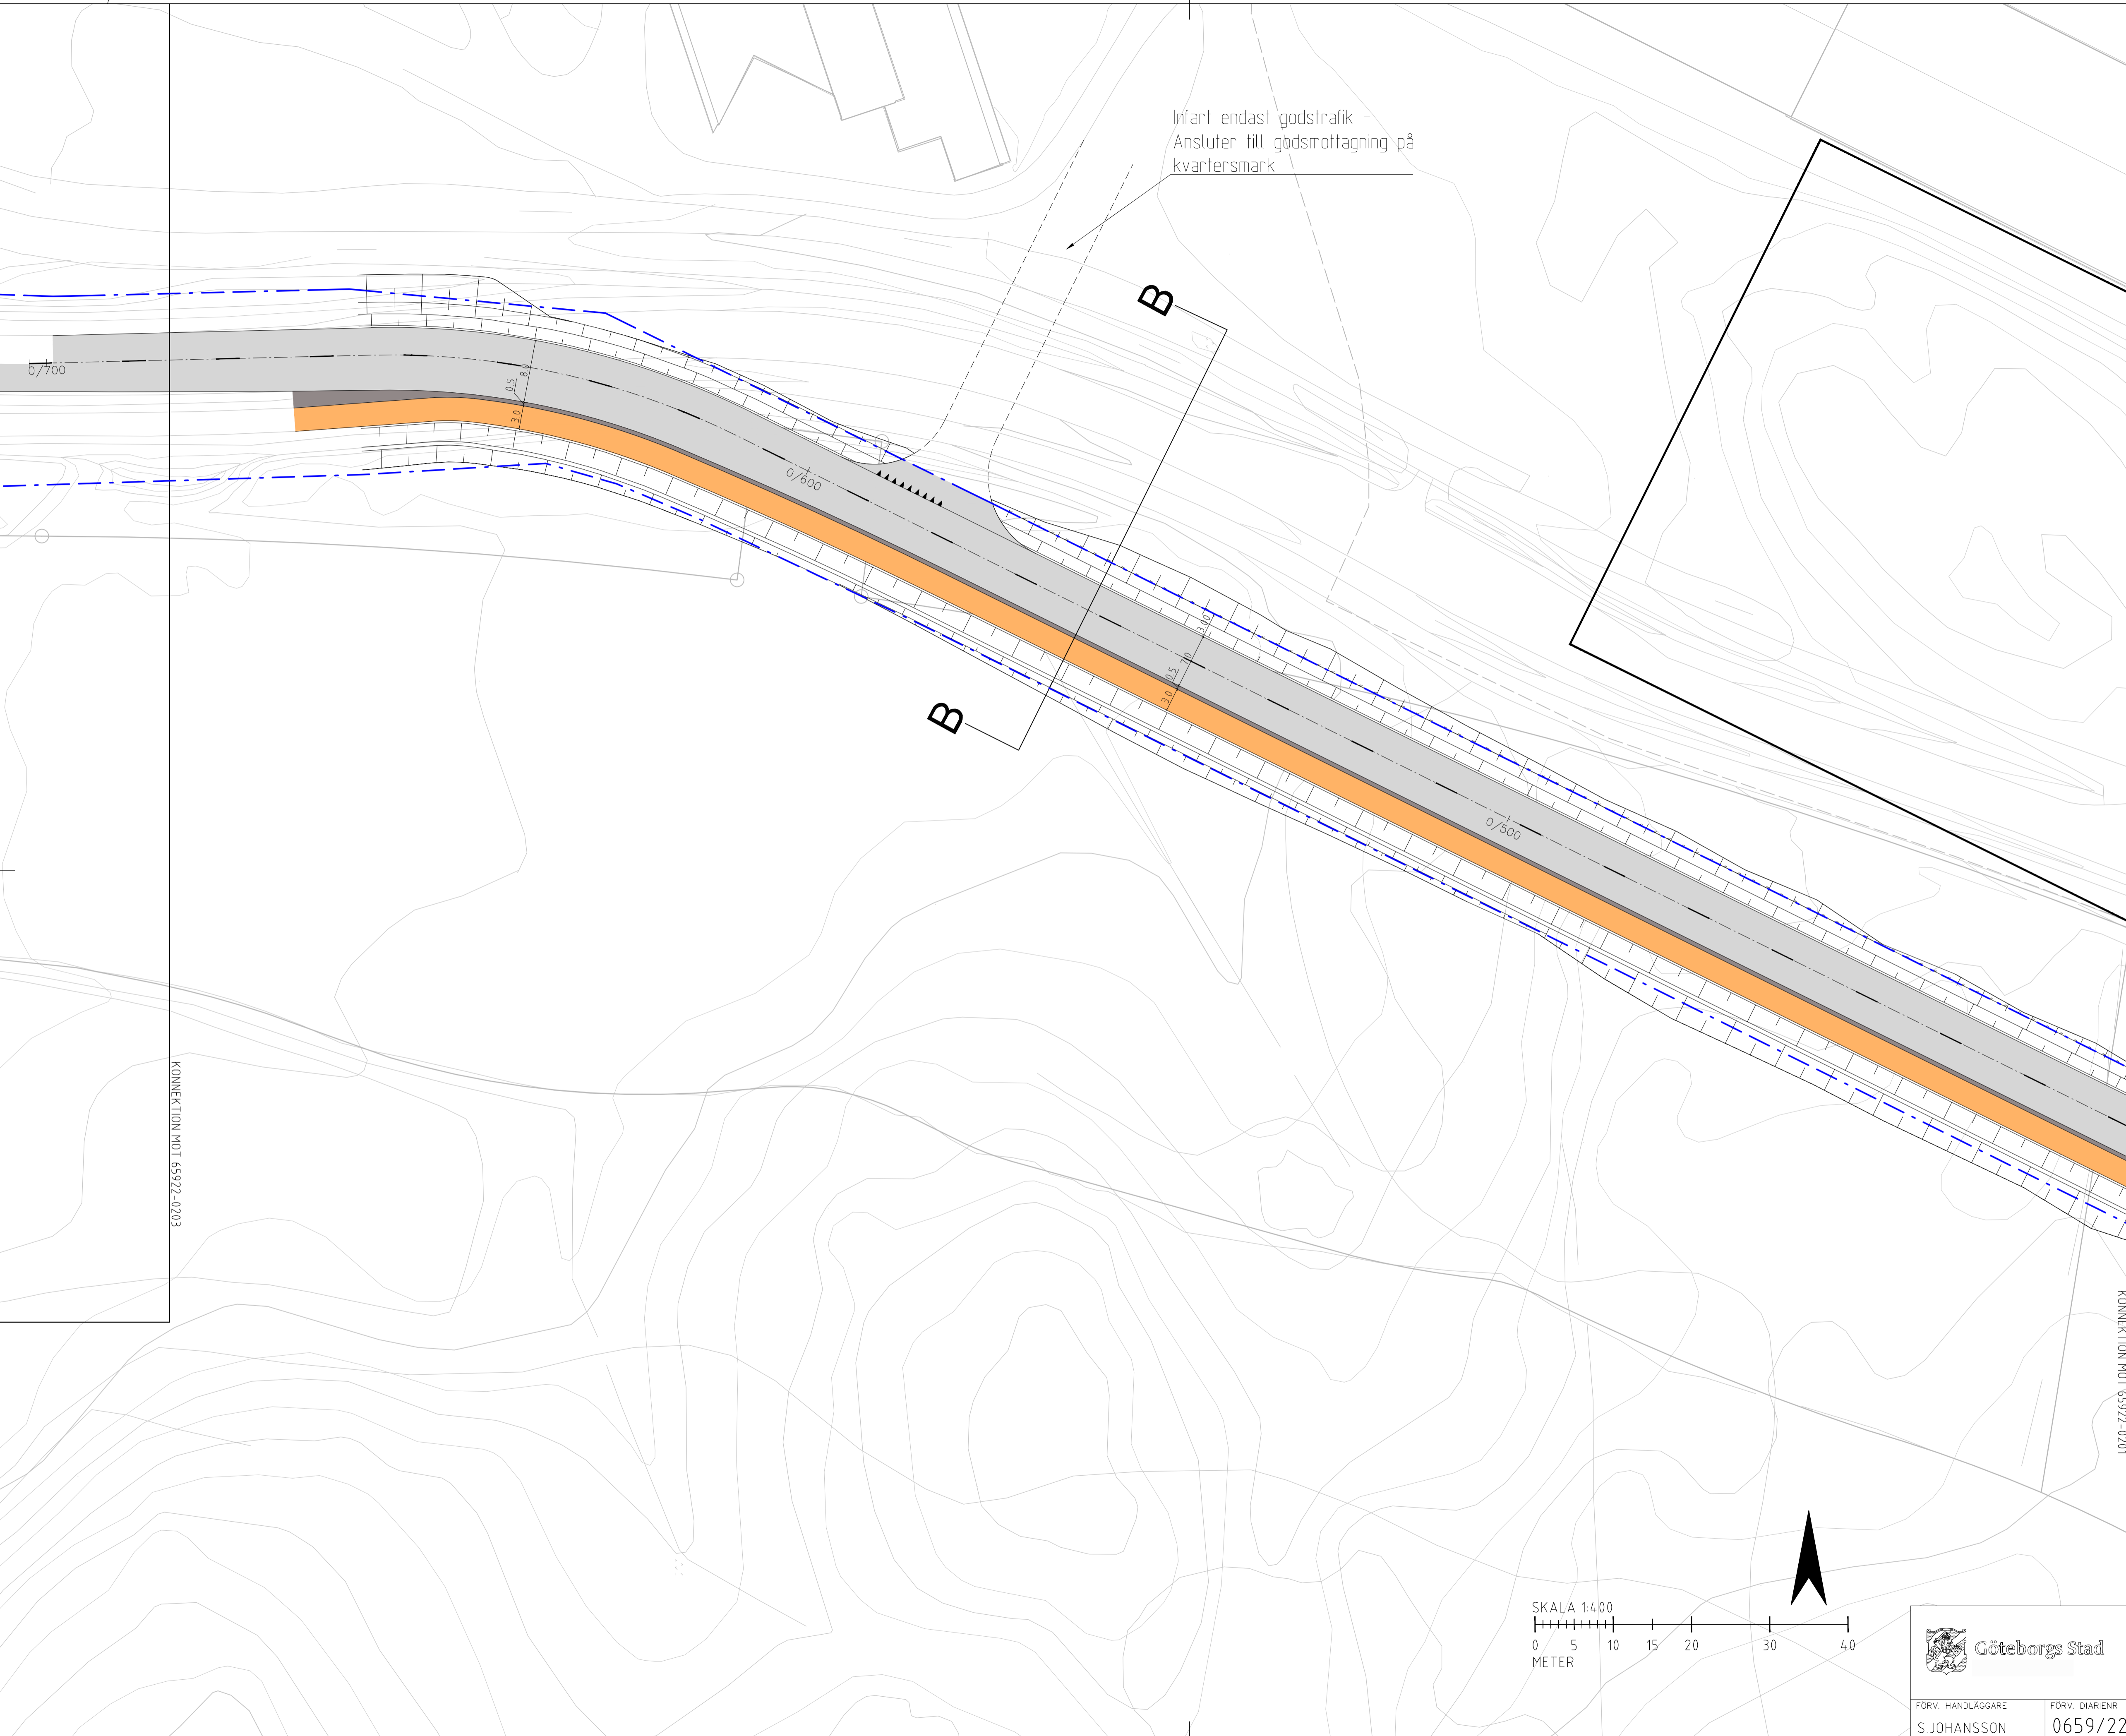 Infart endast godstrafik -
Ansluter till godsmottagning på
kvartersmark
B
B
0/700
0/600
0/500
0.5
8.0
3.0
3.00
7.0
0.5
3.0
KONNEKTION MOT 65922-0203
KONNEKTION MOT 65922-0201
SKALA 1:400
0 5 10 15 20 30 40
METER
Göteborgs Stad
FÖRV. HANDLÄGGARE
S.JOHANSSON
FÖRV. DIARIENR
0659/22